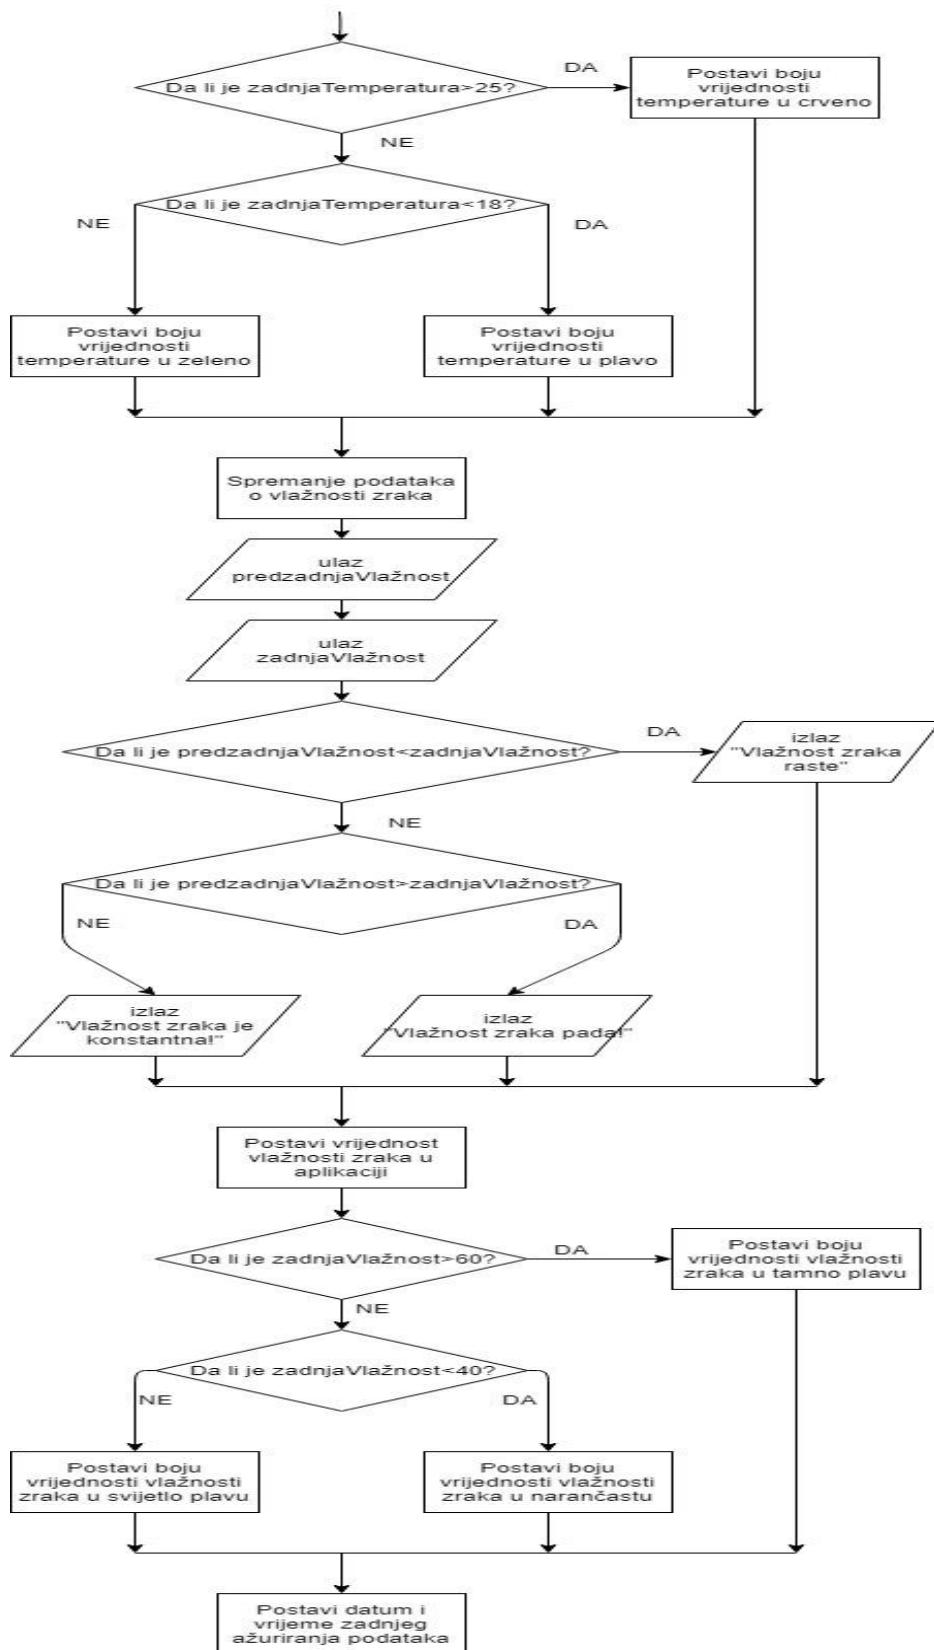 Da li je zadnjaTemperatura>25?
DA
Postavi boju
vrijednosti
temperature u crveno
NE
Da li je zadnjaTemperatura<18?
NE
DA
Postavi boju
vrijednosti
temperature u zeleno
Postavi boju
vrijednosti
temperature u plavo
Spremanje podataka
o vlažnosti zraka
ulaz
predzadnjaVlažnost
ulaz
zadnjaVlažnost
Da li je predzadnjaVlažnost<zadnjaVlažnost?
DA
izlaz
"Vlažnost zraka
raste"
NE
Da li je predzadnjaVlažnost>zadnjaVlažnost?
NE
DA
izlaz
"Vlažnost zraka je
konstantna!"
izlaz
"Vlažnost zraka pada!"
Postavi vrijednost
vlažnosti zraka u
aplikaciji
Da li je zadnjaVlažnost>60?
DA
Postavi boju
vrijednosti vlažnosti
zraka u tamno plavu
NE
Da li je zadnjaVlažnost<40?
NE
DA
Postavi boju
vrijednosti vlažnosti
zraka u svijetlo plavu
Postavi boju
vrijednosti vlažnosti
zraka u narančastu
Postavi datum i
vrijeme zadnjeg
ažuriranja podataka